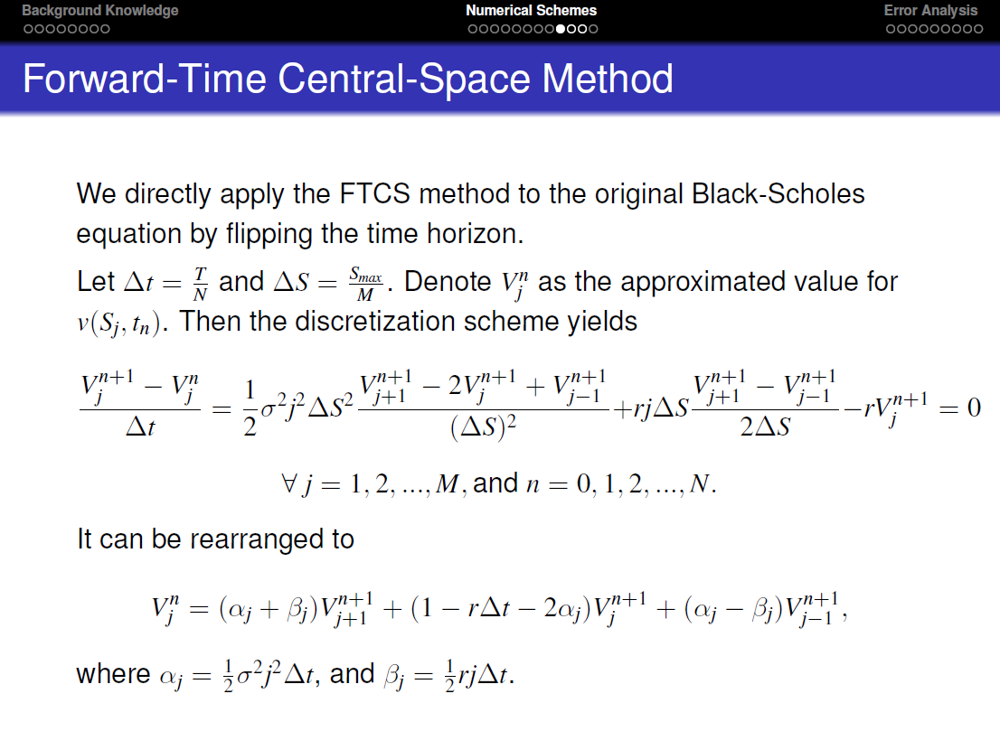 Background Knowledge
Numerical Schemes
Error Analysis
Forward-Time Central-Space Method
We directly apply the FTCS method to the original Black-Scholes
equation by flipping the time horizon.
Let $\Delta t = \frac{T}{N}$ and $\Delta S = \frac{S_{max}}{M}$. Denote $V_j^n$ as the approximated value for
$v(S_j, t_n)$. Then the discretization scheme yields
$\frac{V_j^{n+1} - V_j^n}{\Delta t} = \frac{1}{2}\sigma^2 j^2 \Delta S^2 \frac{V_{j+1}^{n+1} - 2V_j^{n+1} + V_{j-1}^{n+1}}{(\Delta S)^2} + rj\Delta S \frac{V_{j+1}^{n+1} - V_{j-1}^{n+1}}{2\Delta S} - rV_j^{n+1} = 0$
$\forall\, j = 1, 2, ..., M$, and $n = 0, 1, 2, ..., N.$
It can be rearranged to
$V_j^n = (\alpha_j + \beta_j)V_{j+1}^{n+1} + (1 - r\Delta t - 2\alpha_j)V_j^{n+1} + (\alpha_j - \beta_j)V_{j-1}^{n+1},$
where $\alpha_j = \frac{1}{2}\sigma^2 j^2 \Delta t$, and $\beta_j = \frac{1}{2}rj\Delta t.$